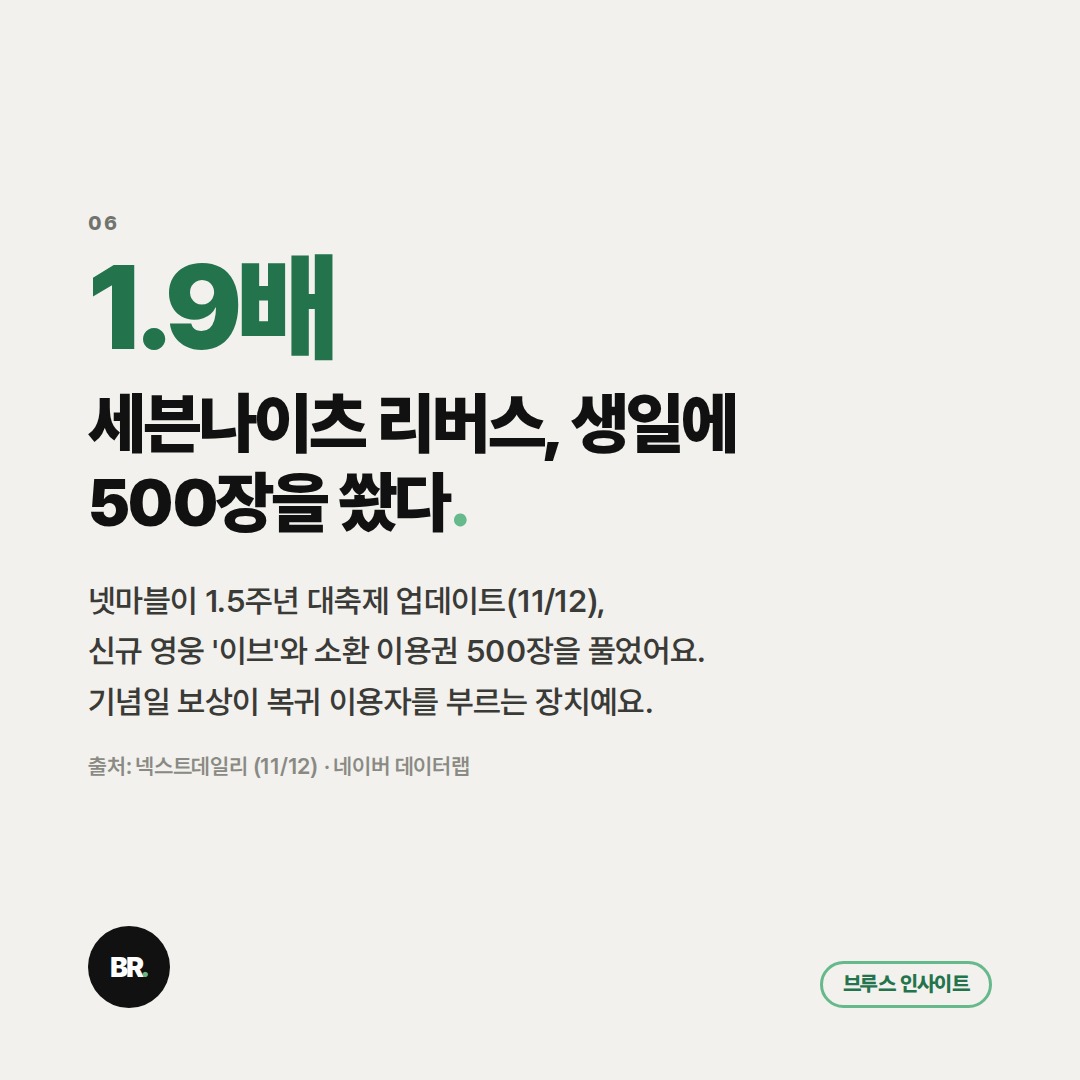 06
1.9배
세븐나이츠 리버스, 생일에
500장을 쐈다.
넷마블이 1.5주년 대축제 업데이트(11/12),
신규 영웅 '이브'와 소환 이용권 500장을 풀었어요.
기념일 보상이 복귀 이용자를 부르는 장치예요.
출처: 넥스트데일리 (11/12) · 네이버 데이터랩
BR.
브루스 인사이트